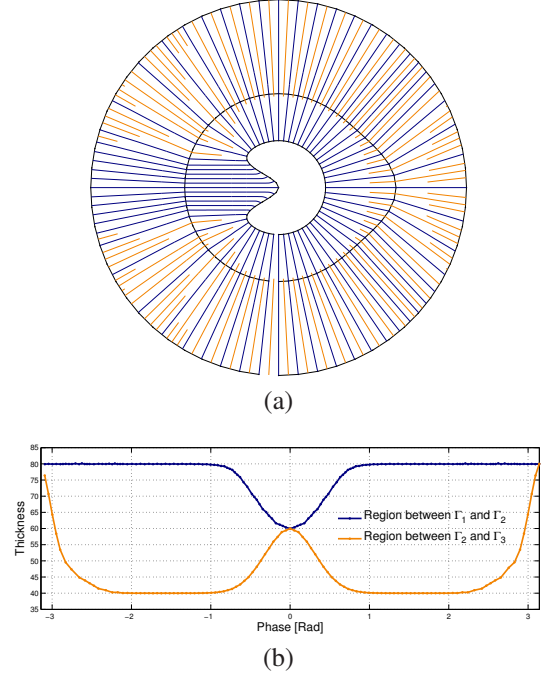 (a)
85
80
75
70
65
60
55
50
45
40
35
Thickness
Region between Γ₁ and Γ₂
Region between Γ₂ and Γ₃
−3 −2 −1 0 1 2 3
Phase [Rad]
(b)